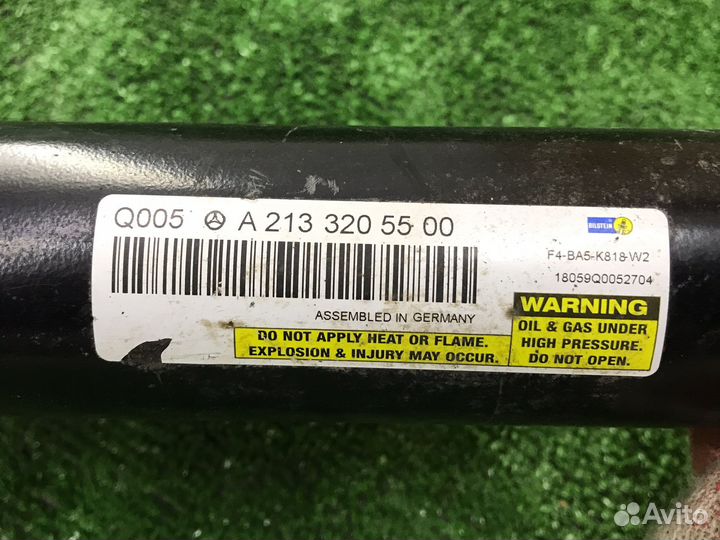 Q005 A 213 320 55 00
BILSTEIN
F4-BA5-K818-W2
18059Q0052704
ASSEMBLED IN GERMANY
WARNING
OIL & GAS UNDER
HIGH PRESSURE.
DO NOT OPEN.
DO NOT APPLY HEAT OR FLAME.
EXPLOSION & INJURY MAY OCCUR.
Avito